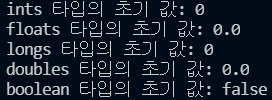 ints 타입의 초기 값: 0
floats 타입의 초기 값: 0.0
longs 타입의 초기 값: 0
doubles 타입의 초기 값: 0.0
boolean 타입의 초기 값: false